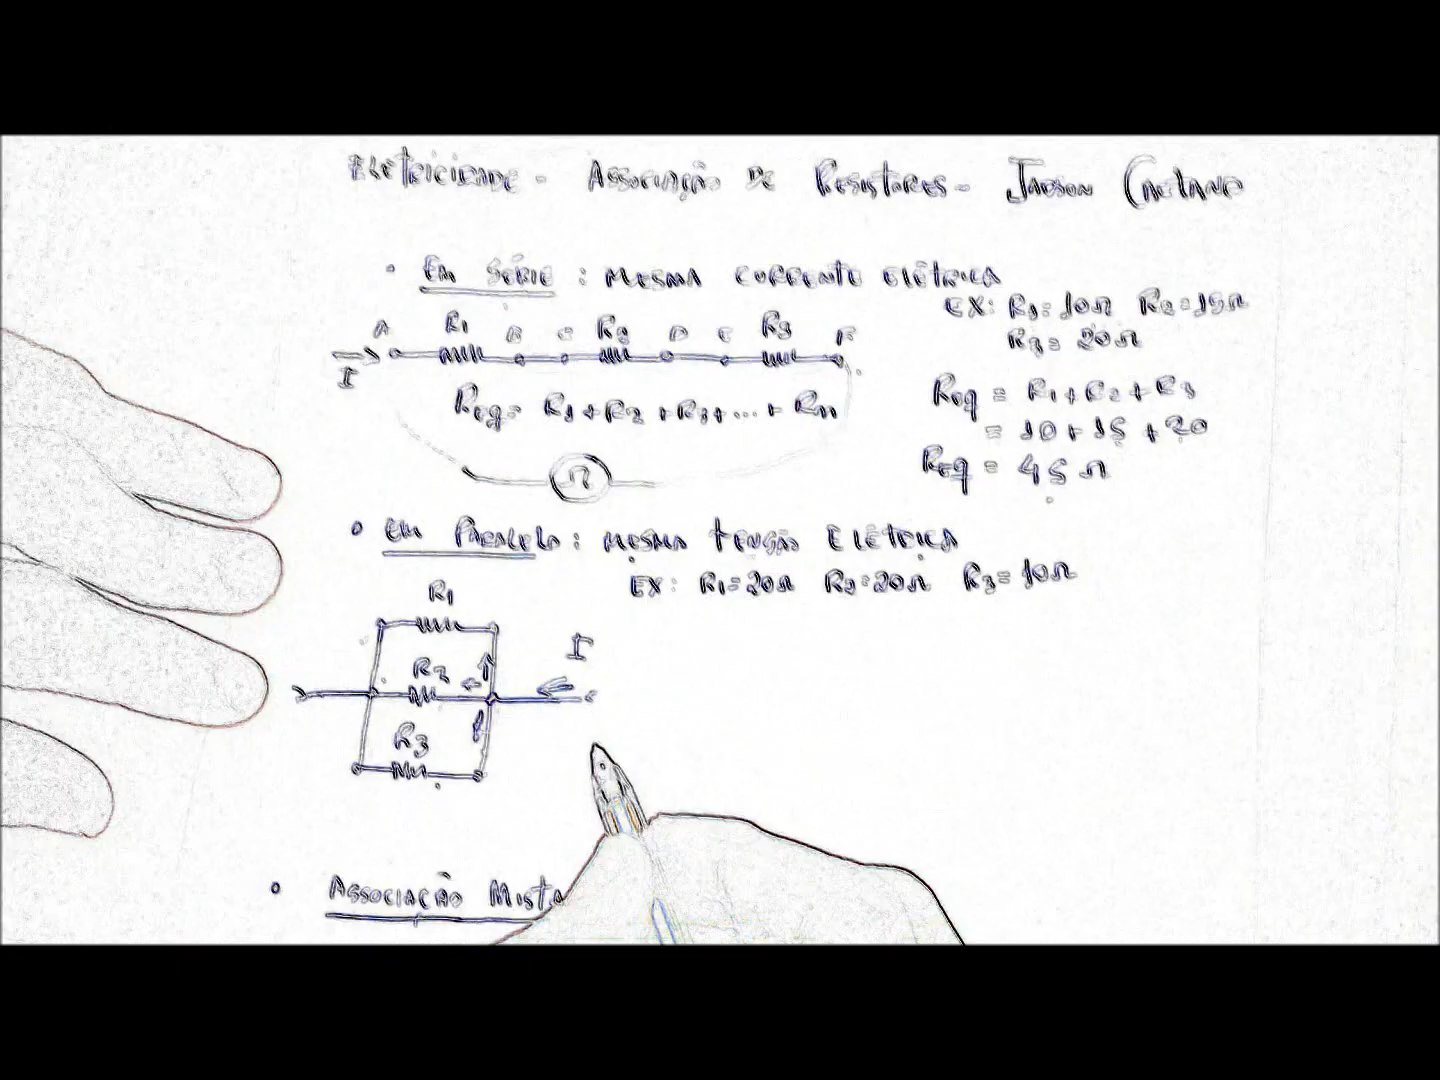 ELETRICIDADE - ASSOCIAÇÃO DE RESISTORES - JAESON CAETANO
• EM SÉRIE : MESMA CORRENTE ELÉTRICA
A R1 B C R2 D E R3 F
I
Req = R1 + R2 + R3 + ... + Rn
Ω
EX: R1 = 10Ω R2 = 15Ω
R3 = 20Ω
Req = R1 + R2 + R3
= 10 + 15 + 20
Req = 45 Ω
• EM PARALELO : MESMA TENSÃO ELÉTRICA
EX: R1 = 20Ω R2 = 20Ω R3 = 10Ω
R1
R2 I
R3
• ASSOCIAÇÃO MISTA